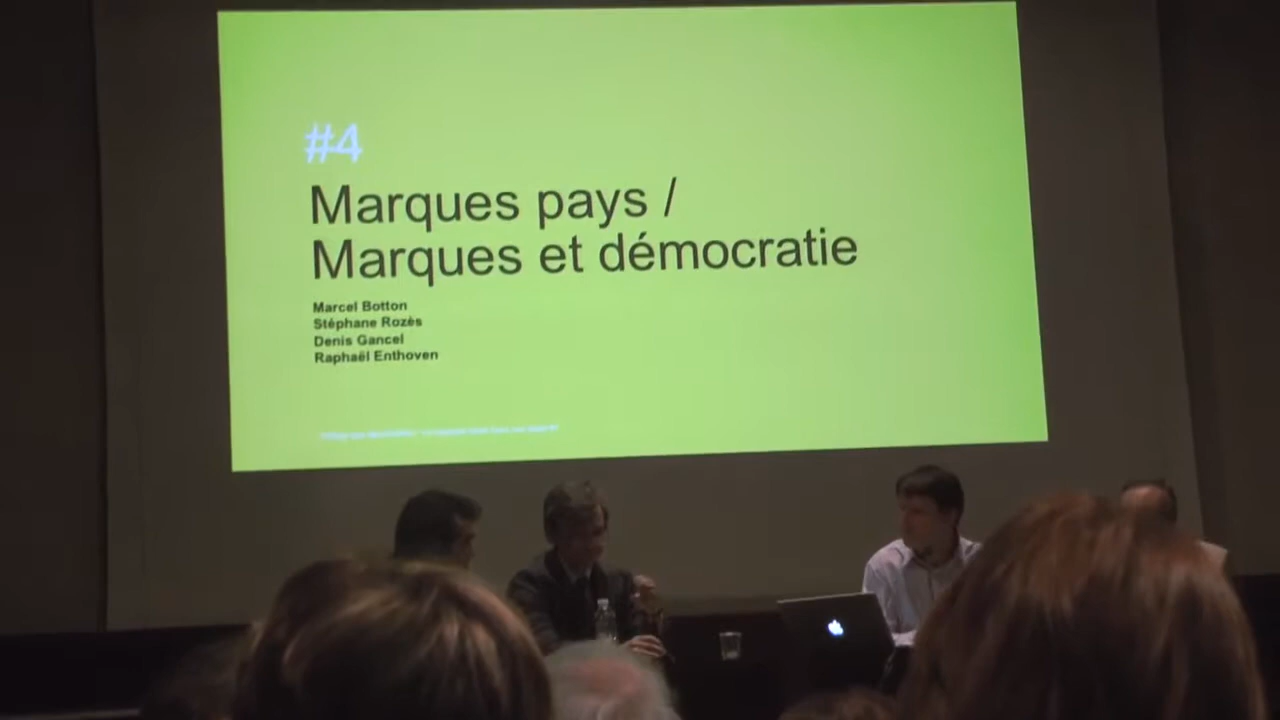 #4
Marques pays /
Marques et démocratie
Marcel Botton
Stéphane Rozès
Denis Gancel
Raphaël Enthoven